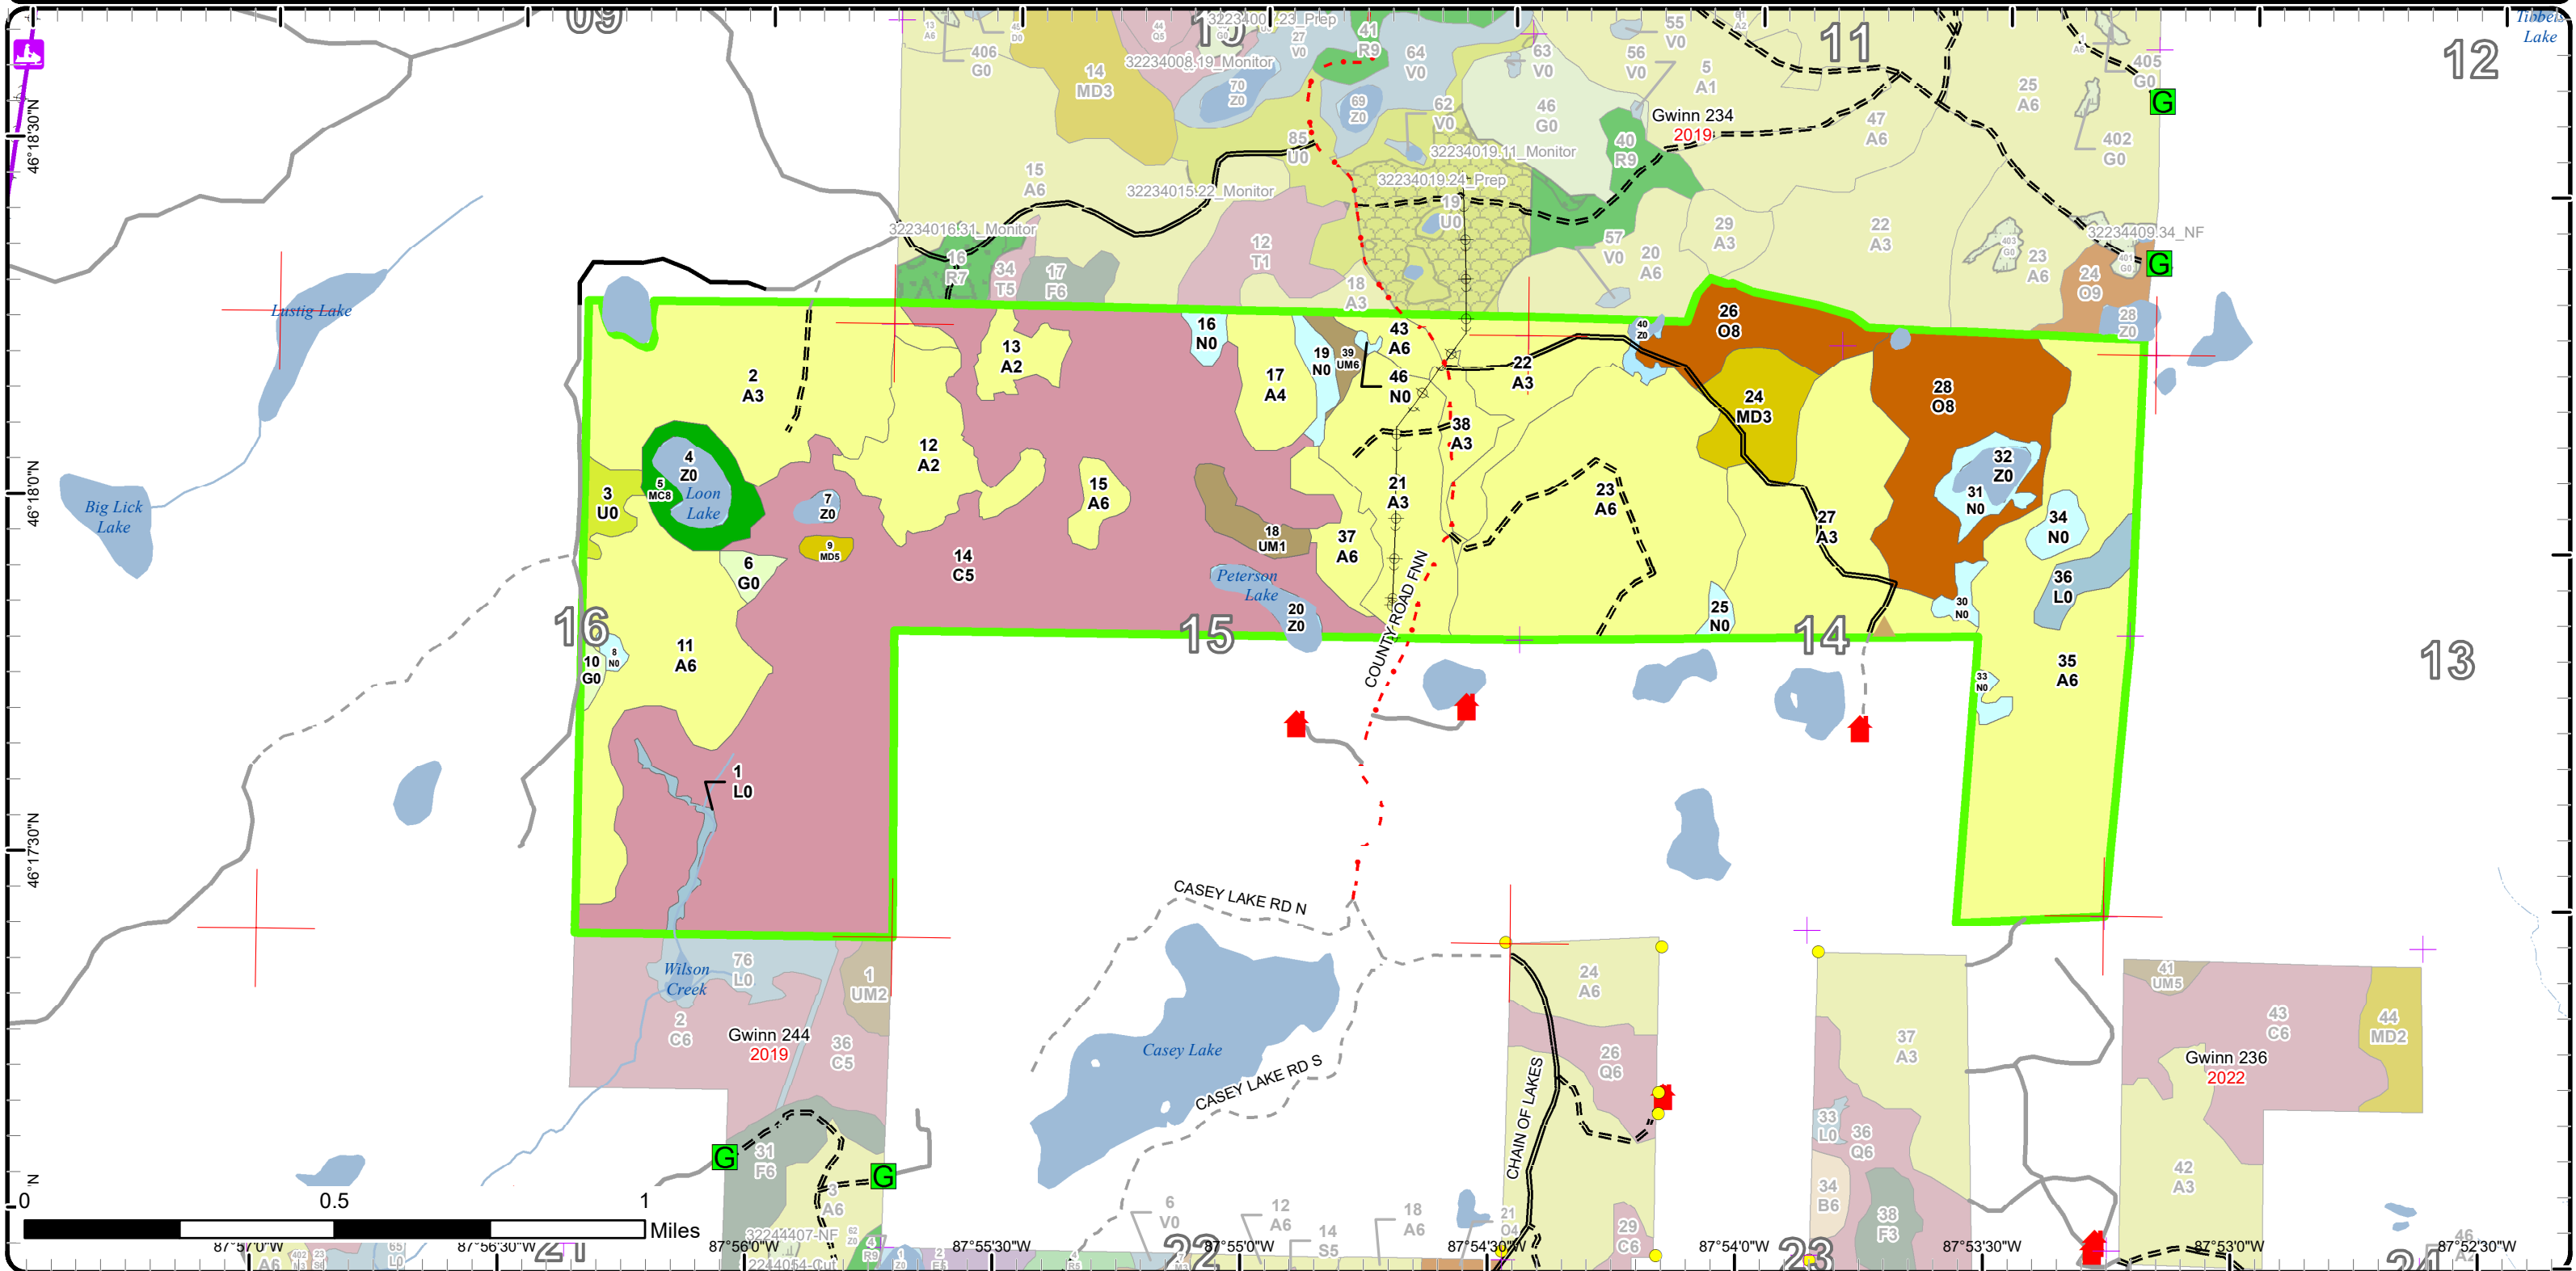 09
10
11
12
Tibbets
Lake
32234008.19_Monitor
406
G0
14
MD3
70
Z0
27
V0
41
R9
69
Z0
64
V0
62
V0
63
V0
56
V0
55
V0
5
A1
46
G0
Gwinn 234
2019
47
A6
25
A6
405
G0
G
402
G0
85
U0
40
R9
32234019.11_Monitor
32234019.24_Prep
19
U0
15
A6
32234015.22_Monitor
32234016.31_Monitor
16
R7
34
T5
17
F6
12
T1
18
A3
57
V0
20
A6
29
A3
22
A3
403
G0
23
A6
32234409.34_NF
401
G0
G
24
O9
28
Z0
46°18'30"N
Lustig Lake
Big Lick
Lake
46°18'0"N
2
A3
13
A2
16
N0
17
A4
19
N0
39
UM6
43
A6
46
N0
22
A3
40
Z0
26
O8
24
MD3
28
O8
38
A3
12
A2
4
Z0
Loon
Lake
5
MC8
3
U0
7
Z0
9
MD5
15
A6
18
UM1
37
A6
21
A3
23
A6
27
A3
32
Z0
31
N0
34
N0
36
L0
6
G0
14
C5
Peterson
Lake
20
Z0
COUNTY ROAD FNN
25
N0
30
N0
16
15
14
13
10
G0
8
N0
11
A6
33
N0
35
A6
1
L0
46°17'30"N
CASEY LAKE RD N
Casey Lake
CASEY LAKE RD S
Wilson
Creek
76
L0
1
UM2
2
C6
Gwinn 244
2019
36
C5
24
A6
26
Q6
CHAIN OF LAKES
37
A3
41
UM5
43
C6
44
MD2
Gwinn 236
2022
33
L0
36
Q6
34
B6
38
F3
42
A3
G
31
F6
G
3
A6
32244407-NF
62
Z0
6
V0
12
A6
14
S5
18
A6
21
O4
29
C6
46
A2
0
0.5
1
Miles
87°57'0"W
87°56'30"W
87°56'0"W
87°55'30"W
87°55'0"W
87°54'30"W
87°54'0"W
87°53'30"W
87°53'0"W
87°52'30"W
21
22
23
24